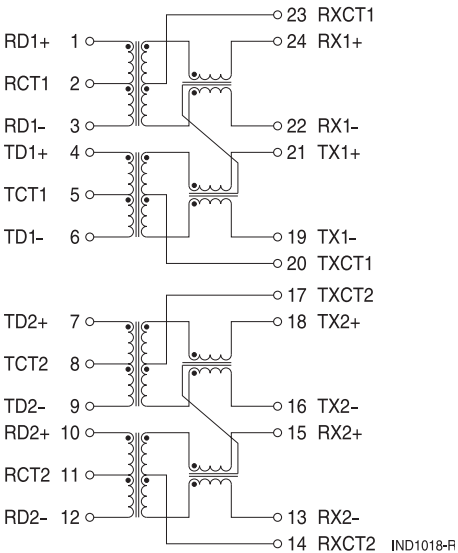 23 RXCT1
RD1+ 1 24 RX1+
RCT1 2
RD1- 3 22 RX1-
TD1+ 4 21 TX1+
TCT1 5
TD1- 6 19 TX1-
20 TXCT1
17 TXCT2
TD2+ 7 18 TX2+
TCT2 8
TD2- 9 16 TX2-
RD2+ 10 15 RX2+
RCT2 11
RD2- 12 13 RX2-
14 RXCT2 IND1018-R